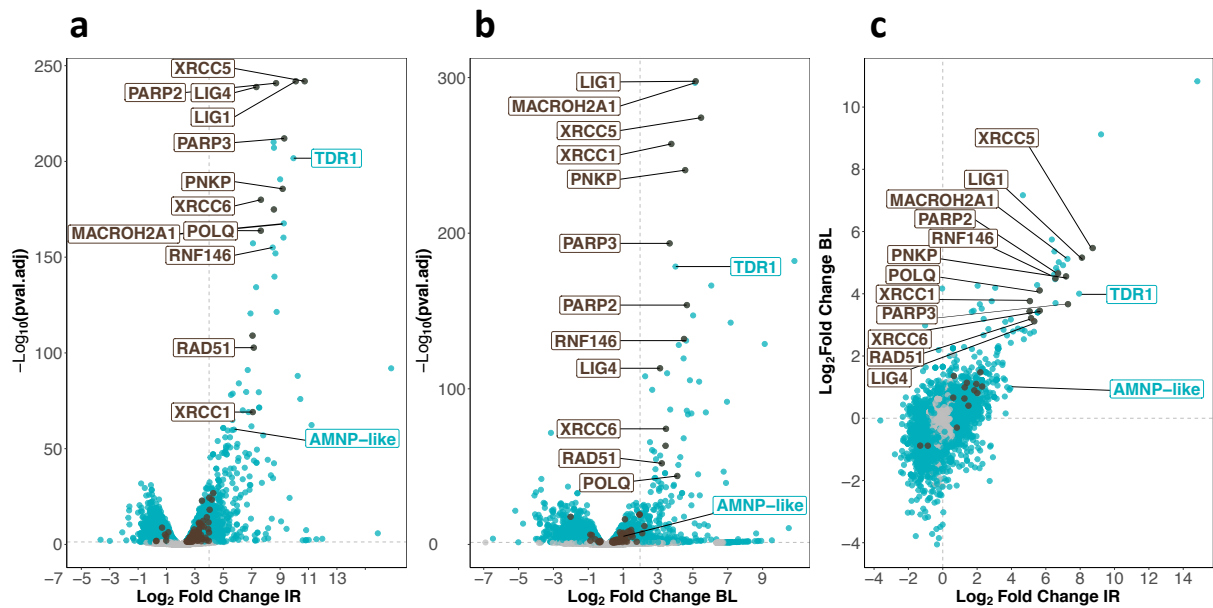 a
250
200
150
100
50
0
−Log10(pval.adj)
XRCC5
PARP2
LIG4
LIG1
PARP3
TDR1
PNKP
XRCC6
MACROH2A1
POLQ
RNF146
RAD51
XRCC1
AMNP−like
−7 −5 −3 −1 1 3 5 7 9 11 13
Log2 Fold Change IR
b
300
200
100
0
−Log10(pval.adj)
LIG1
MACROH2A1
XRCC5
XRCC1
PNKP
PARP3
TDR1
PARP2
RNF146
LIG4
XRCC6
RAD51
POLQ
AMNP−like
−7 −5 −3 −1 1 3 5 7 9
Log2 Fold Change BL
c
10
8
6
4
2
0
−2
−4
Log2Fold Change BL
XRCC5
LIG1
MACROH2A1
PARP2
RNF146
PNKP
POLQ
TDR1
XRCC1
PARP3
XRCC6
RAD51
LIG4
AMNP−like
−4 −2 0 2 4 6 8 10 12 14
Log2 Fold Change IR